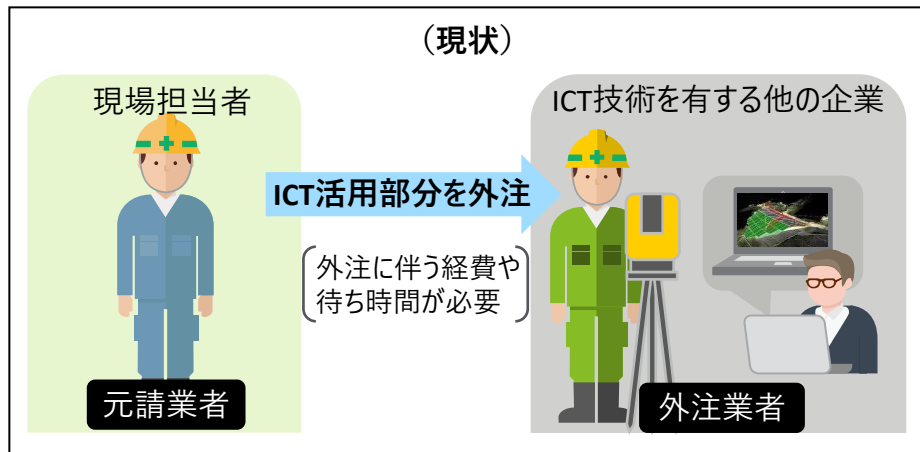 （現状）
現場担当者
ICT技術を有する他の企業
ICT活用部分を外注
外注に伴う経費や
待ち時間が必要
元請業者
外注業者